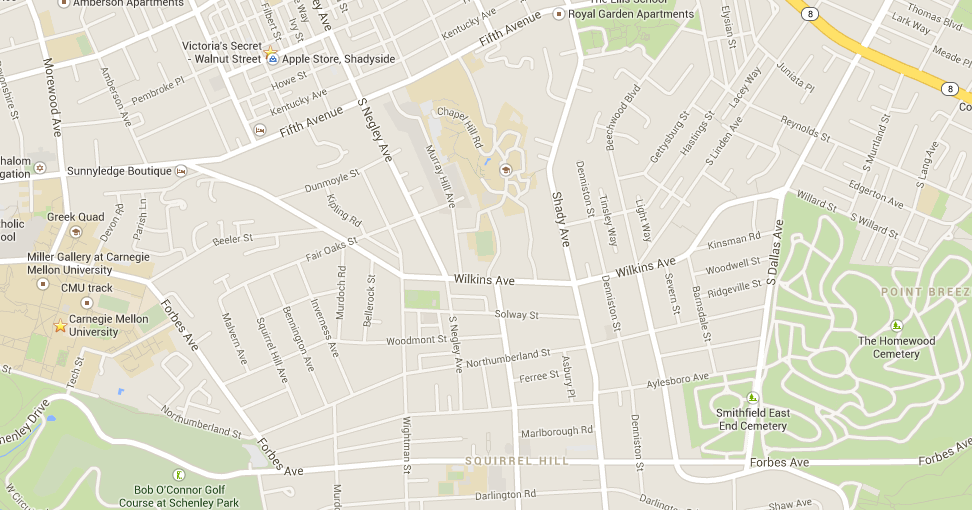 The Ellis School
Royal Garden Apartments
Amberson Apartments
Filbert St
Ivy St
Kentucky Ave
Fifth Avenue
Elysian St
8
Thomas Blvd
Lark Way
Meade Pl
Victoria's Secret
- Walnut Street
Apple Store, Shadyside
Morewood Ave
Devonshire St
Amberson Ave
Pembroke Pl
Howe St
Kentucky Ave
Fifth Avenue
S Negley Ave
Chapel Hill Rd
Murray Hill Ave
Beechwood Blvd
Gettysburg St
Hastings St
S Linden Ave
Lacey Way
Juniata Pl
8
Reynolds St
S Murtland St
S Lang Ave
Sunnyledge Boutique
Dunmoyle St
Kipling Rd
Shady Ave
Denniston St
Tinsley Way
Light Way
Edgerton Ave
Willard St
S Willard St
Greek Quad
Devon Rd
Parish Ln
Beeler St
Fair Oaks St
Miller Gallery at Carnegie
Mellon University
CMU track
Carnegie Mellon
University
Forbes Ave
Murdoch Rd
Bellerock St
Wilkins Ave
Wilkins Ave
Kinsman Rd
Woodwell St
Ridgeville St
S Dallas Ave
POINT BREEZ
The Homewood
Cemetery
Malvern Ave
Squirrel Hill Ave
Bennington Ave
Inverness Ave
Woodmont St
S Negley Ave
Solway St
Denniston St
Severn St
Barnsdale St
Northumberland St
Ferree St
Asbury Pl
Aylesboro Ave
Tech St
Smithfield East
End Cemetery
Northumberland St
Forbes Ave
Wightman St
Marlborough Rd
Denniston St
SQUIRREL HILL
Forbes Ave
Forbes Ave
Bob O'Connor Golf
Course at Schenley Park
Darlington Rd
Shaw Ave